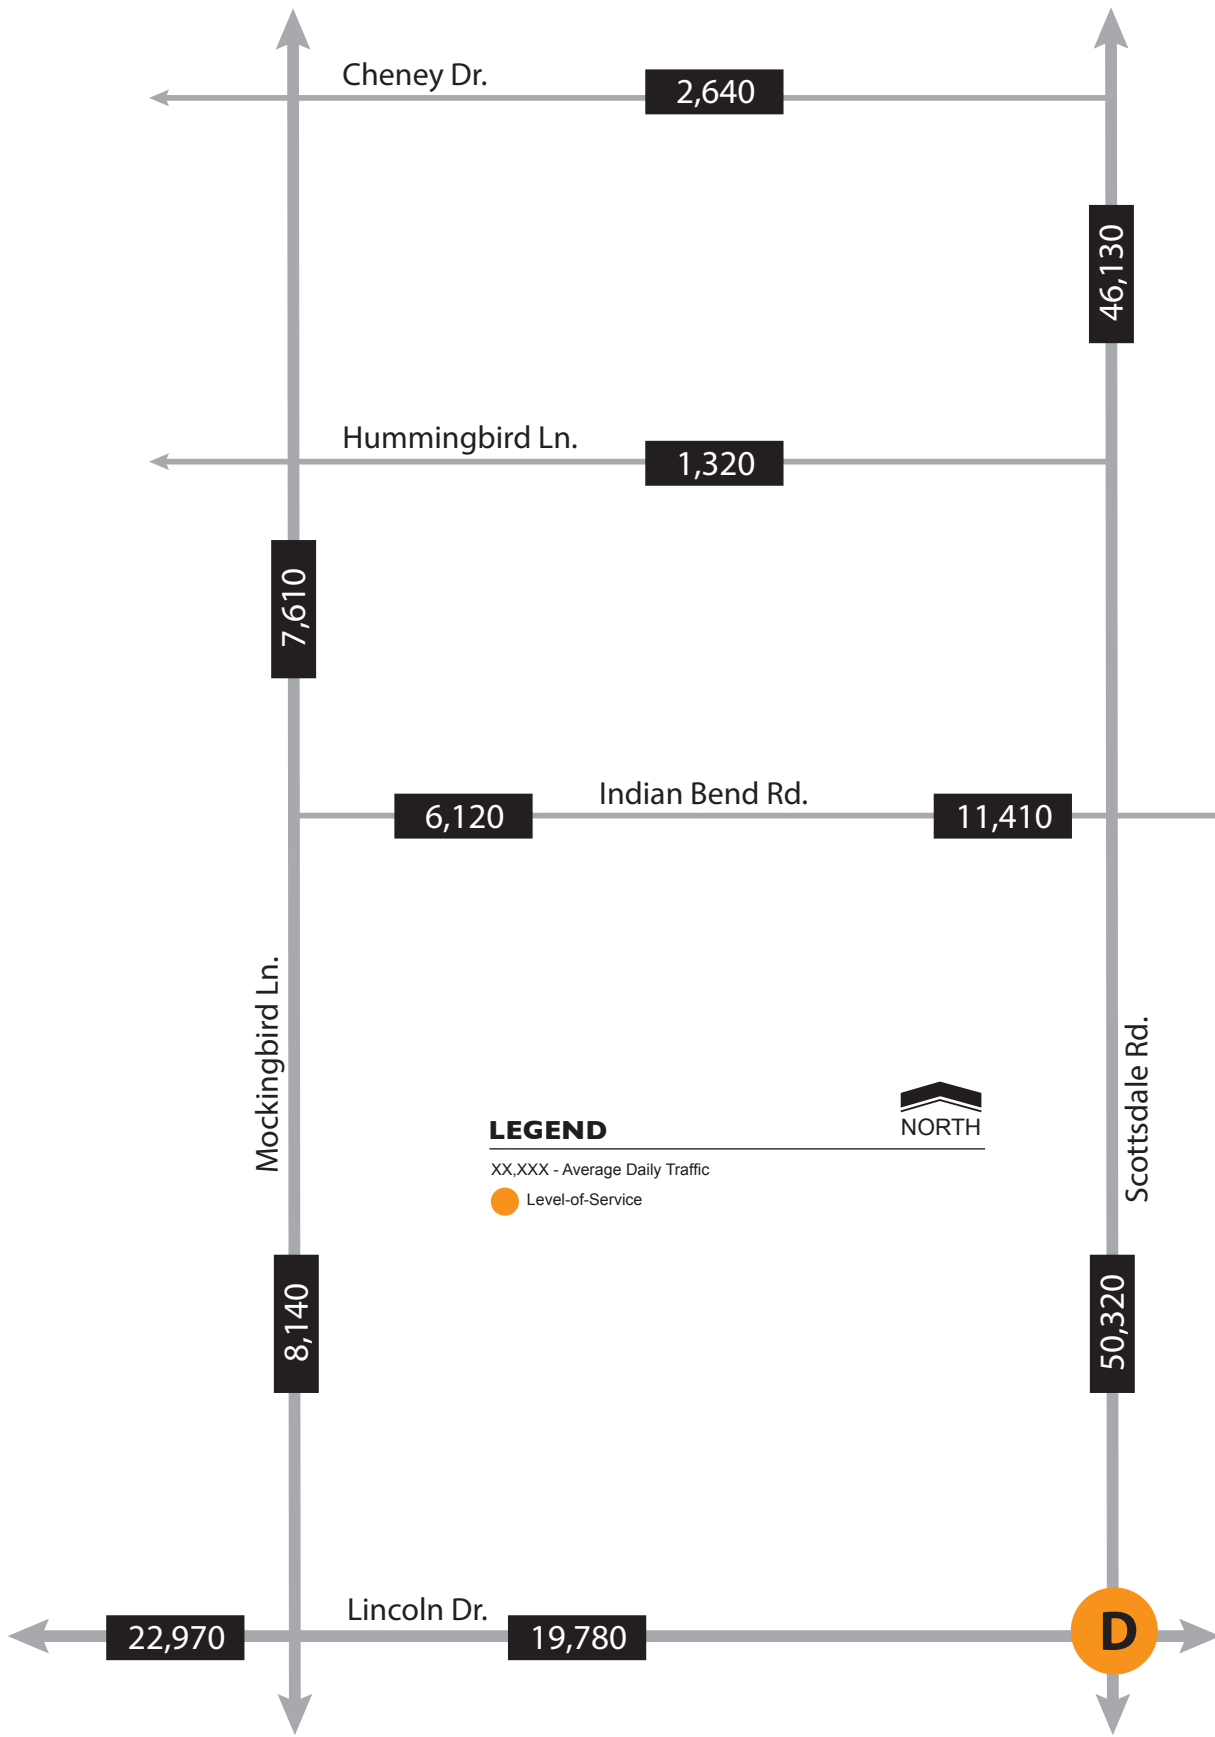 Cheney Dr.
2,640
46,130
Hummingbird Ln.
1,320
7,610
Indian Bend Rd.
6,120
11,410
Mockingbird Ln.
Scottsdale Rd.
NORTH
LEGEND
XX,XXX - Average Daily Traffic
Level-of-Service
8,140
50,320
Lincoln Dr.
22,970
19,780
D